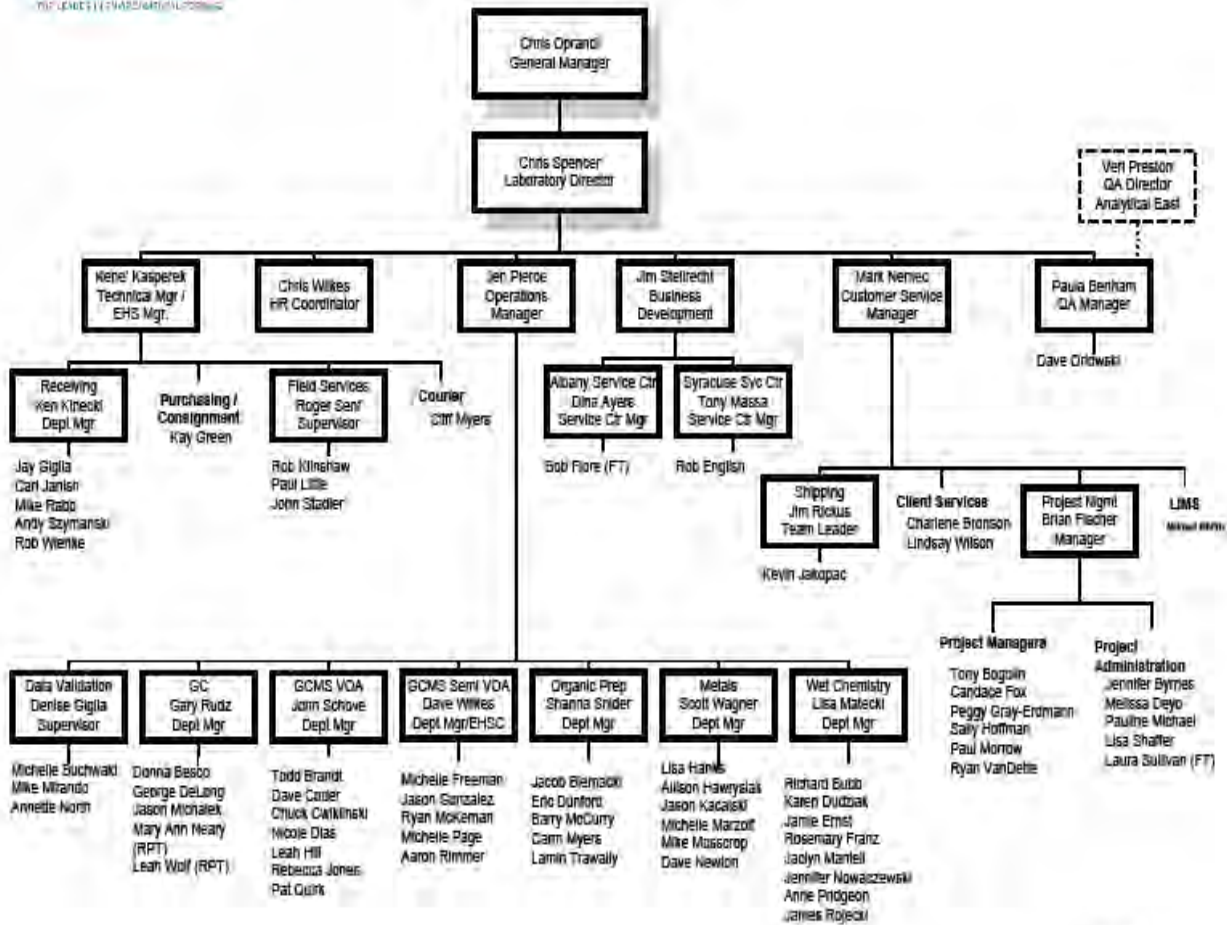 Chris Oprandi
General Manager
Chris Spencer
Laboratory Director
Verl Preston
QA Director
Analytical East
Rene' Kasperek
Technical Mgr /
EHS Mgr.
Chris Wilkes
HR Coordinator
Jen Pierce
Operations
Manager
Jim Stellrecht
Business
Development
Mark Nemec
Customer Service
Manager
Paula Benham
QA Manager
Dave Orlowski
Receiving
Ken Kinecki
Dept Mgr
Purchasing /
Consignment
Kay Green
Field Services
Roger Senf
Supervisor
Courier
Cliff Myers
Albany Service Ctr
Dina Ayers
Service Ctr Mgr
Syracuse Svc Ctr
Tony Massa
Service Ctr Mgr
Jay Giglia
Carl Janish
Mike Rabb
Andy Szymanski
Rob Wienke
Rob Klinshaw
Paul Little
John Stadler
Bob Fiore (FT)
Rob English
Shipping
Jim Rickus
Team Leader
Kevin Jakopac
Client Services
Charlene Bronson
Lindsay Wilson
Project Mgmt
Brian Fischer
Manager
LIMS
Project Managers
Tony Bogolin
Candace Fox
Peggy Gray-Erdmann
Sally Hoffman
Paul Morrow
Ryan VanDette
Project
Administration
Jennifer Byrnes
Melissa Deyo
Pauline Michael
Lisa Shaffer
Laura Sullivan (FT)
Data Validation
Denise Giglia
Supervisor
GC
Gary Rudz
Dept Mgr
GCMS VOA
John Schove
Dept Mgr
GCMS Semi VOA
Dave Wilkes
Dept Mgr/EHSC
Organic Prep
Shanna Snider
Dept Mgr
Metals
Scott Wagner
Dept Mgr
Wet Chemistry
Lisa Matecki
Dept Mgr
Michelle Buchwald
Mike Mirando
Annette North
Donna Besco
George DeLong
Jason Michalek
Mary Ann Neary
(RPT)
Leah Wolf (RPT)
Todd Brandt
Dave Carder
Chuck Cwiklinski
Nicole Dias
Leah Hill
Rebecca Jones
Pat Quirk
Michelle Freeman
Jason Gonzalez
Ryan McKernan
Michelle Page
Aaron Rimmer
Jacob Biernacki
Eric Dunford
Barry McCurry
Carm Myers
Lamin Trawally
Lisa Hanks
Allison Hawrysiak
Jason Kacalski
Michelle Marzolf
Mike Mosscrop
Dave Newton
Richard Bubb
Karen Dudziak
Jamie Ernst
Rosemary Franz
Jaclyn Mantell
Jennifer Nowaczewski
Anne Pridgeon
James Rojecki